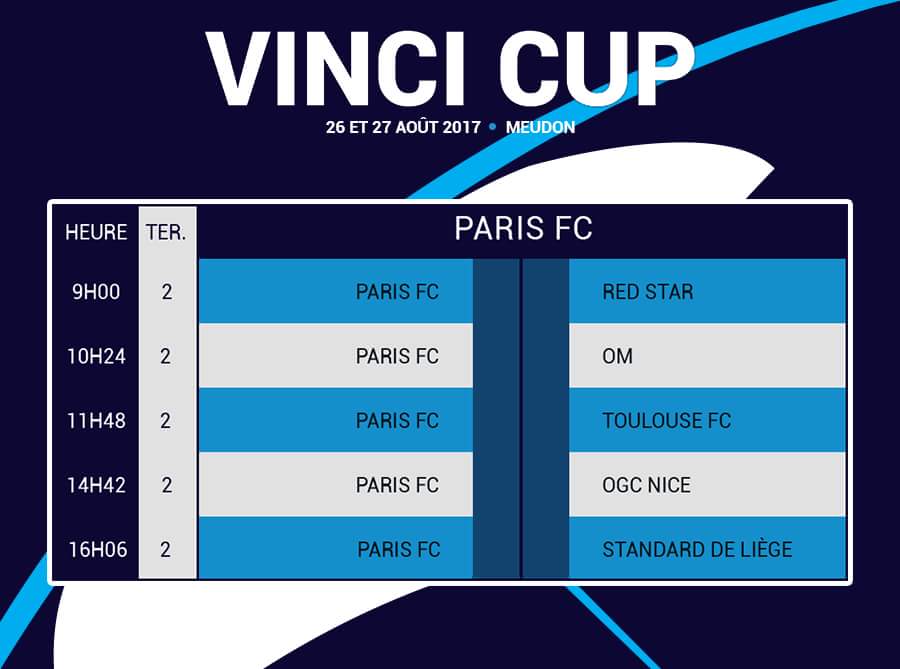 VINCI CUP
26 ET 27 AOÛT 2017 • MEUDON
HEURE TER. PARIS FC
9H00 2 PARIS FC RED STAR
10H24 2 PARIS FC OM
11H48 2 PARIS FC TOULOUSE FC
14H42 2 PARIS FC OGC NICE
16H06 2 PARIS FC STANDARD DE LIÈGE